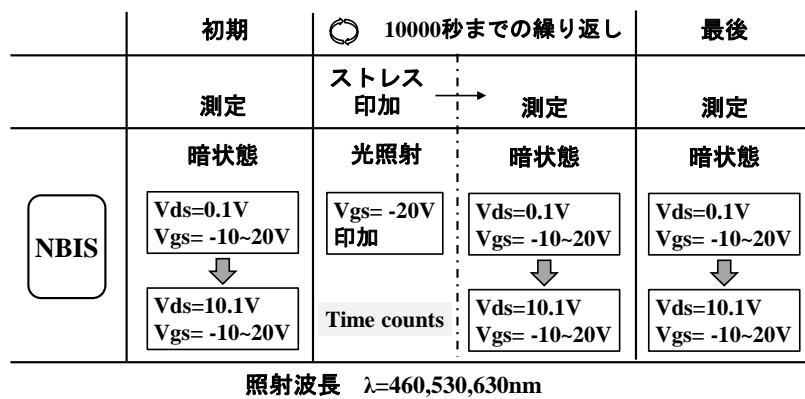 初期
10000秒までの繰り返し
最後
測定
ストレス
印加
測定
測定
暗状態
光照射
暗状態
暗状態
NBIS
Vds=0.1V
Vgs= -10~20V
Vds=10.1V
Vgs= -10~20V
Vgs= -20V
印加
Time counts
Vds=0.1V
Vgs= -10~20V
Vds=10.1V
Vgs= -10~20V
Vds=0.1V
Vgs= -10~20V
Vds=10.1V
Vgs= -10~20V
照射波長 λ=460,530,630nm